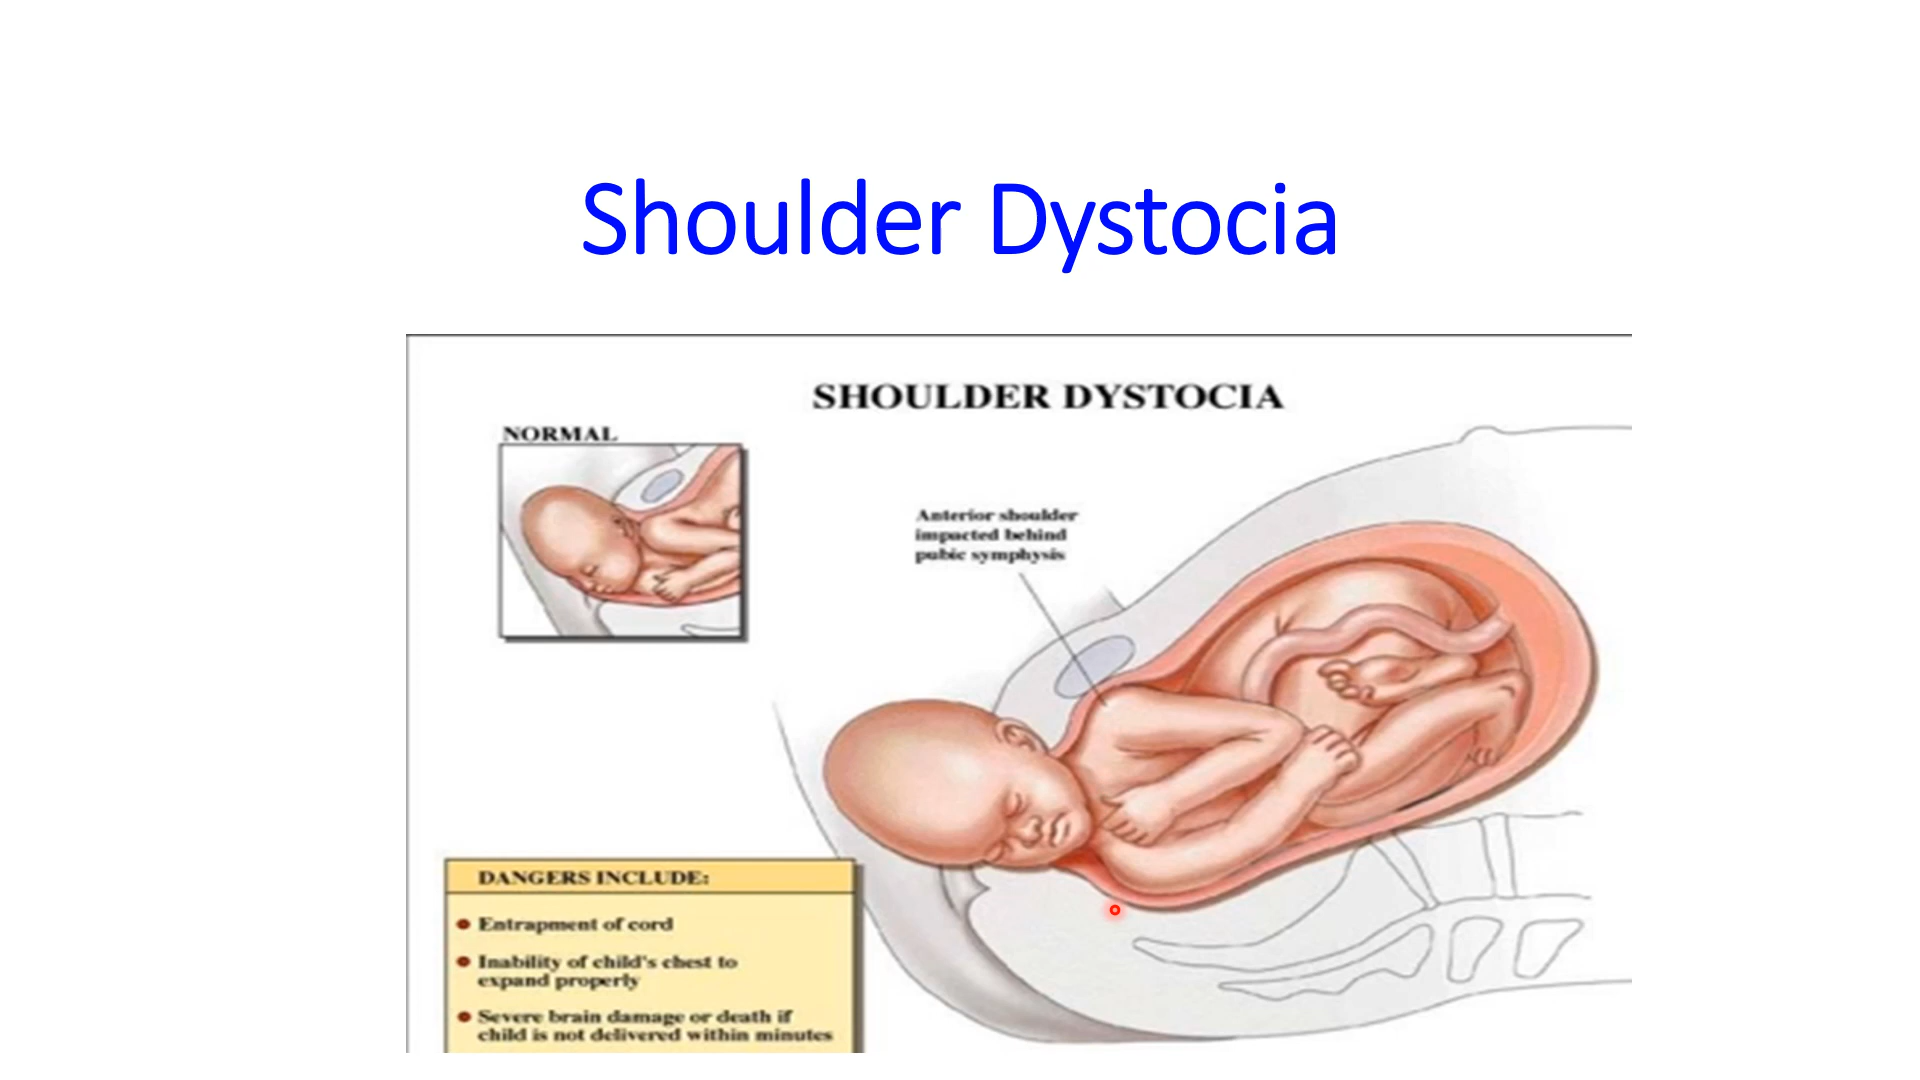 Shoulder Dystocia
SHOULDER DYSTOCIA
NORMAL
Anterior shoulder
impacted behind
pubic symphysis
DANGERS INCLUDE:
Entrapment of cord
Inability of child's chest to
expand properly
Severe brain damage or death if
child is not delivered within minutes